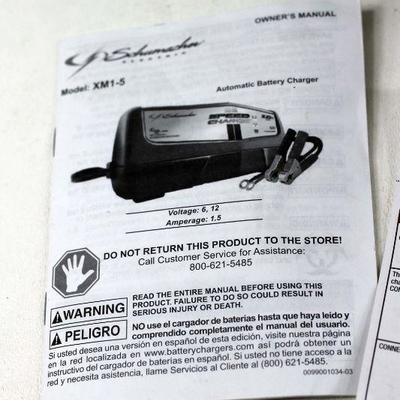 OWNER'S MANUAL
Schumacher
ELECTRIC
Model: XM1-5
Automatic Battery Charger
Schumacher
SPEED
CHARGE
Voltage: 6, 12
Amperage: 1.5
DO NOT RETURN THIS PRODUCT TO THE STORE!
Call Customer Service for Assistance:
800-621-5485
WARNING
READ THE ENTIRE MANUAL BEFORE USING THIS
PRODUCT. FAILURE TO DO SO COULD RESULT IN
SERIOUS INJURY OR DEATH.
PELIGRO
NO use el cargador de baterías hasta que haya leído y
comprendido completamente el manual del usuario.
Si usted desea una versión en español de esta edición, visite nuestra página
en la red localizada en www.batterychargers.com así podrá obtener un
instructivo del cargador de baterías en español. Si usted no tiene acceso a la
red y necesita asistencia, llame Servicios al Cliente al (800) 621-5485.
0099001034-03
The
CONNE